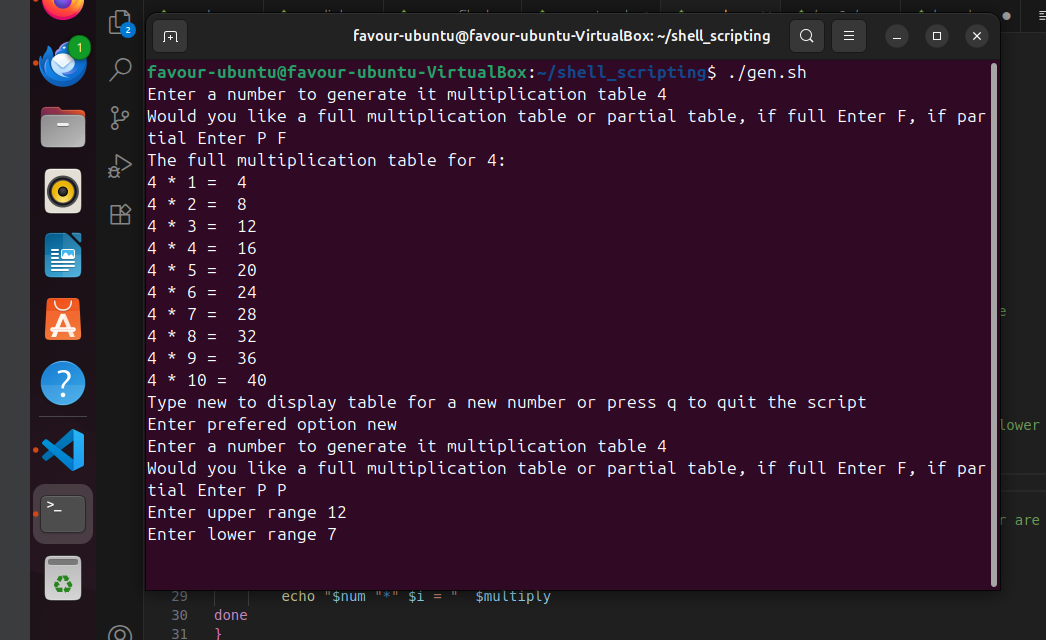 favour-ubuntu@favour-ubuntu-VirtualBox: ~/shell_scripting
favour-ubuntu@favour-ubuntu-VirtualBox:~/shell_scripting$ ./gen.sh
Enter a number to generate it multiplication table 4
Would you like a full multiplication table or partial table, if full Enter F, if par
tial Enter P F
The full multiplication table for 4:
4 * 1 =  4
4 * 2 =  8
4 * 3 =  12
4 * 4 =  16
4 * 5 =  20
4 * 6 =  24
4 * 7 =  28
4 * 8 =  32
4 * 9 =  36
4 * 10 =  40
Type new to display table for a new number or press q to quit the script
Enter prefered option new
Enter a number to generate it multiplication table 4
Would you like a full multiplication table or partial table, if full Enter F, if par
tial Enter P P
Enter upper range 12
Enter lower range 7
1
2
lower
r are
29 echo "$num "*" $i = "  $multiply
30 done
31 }